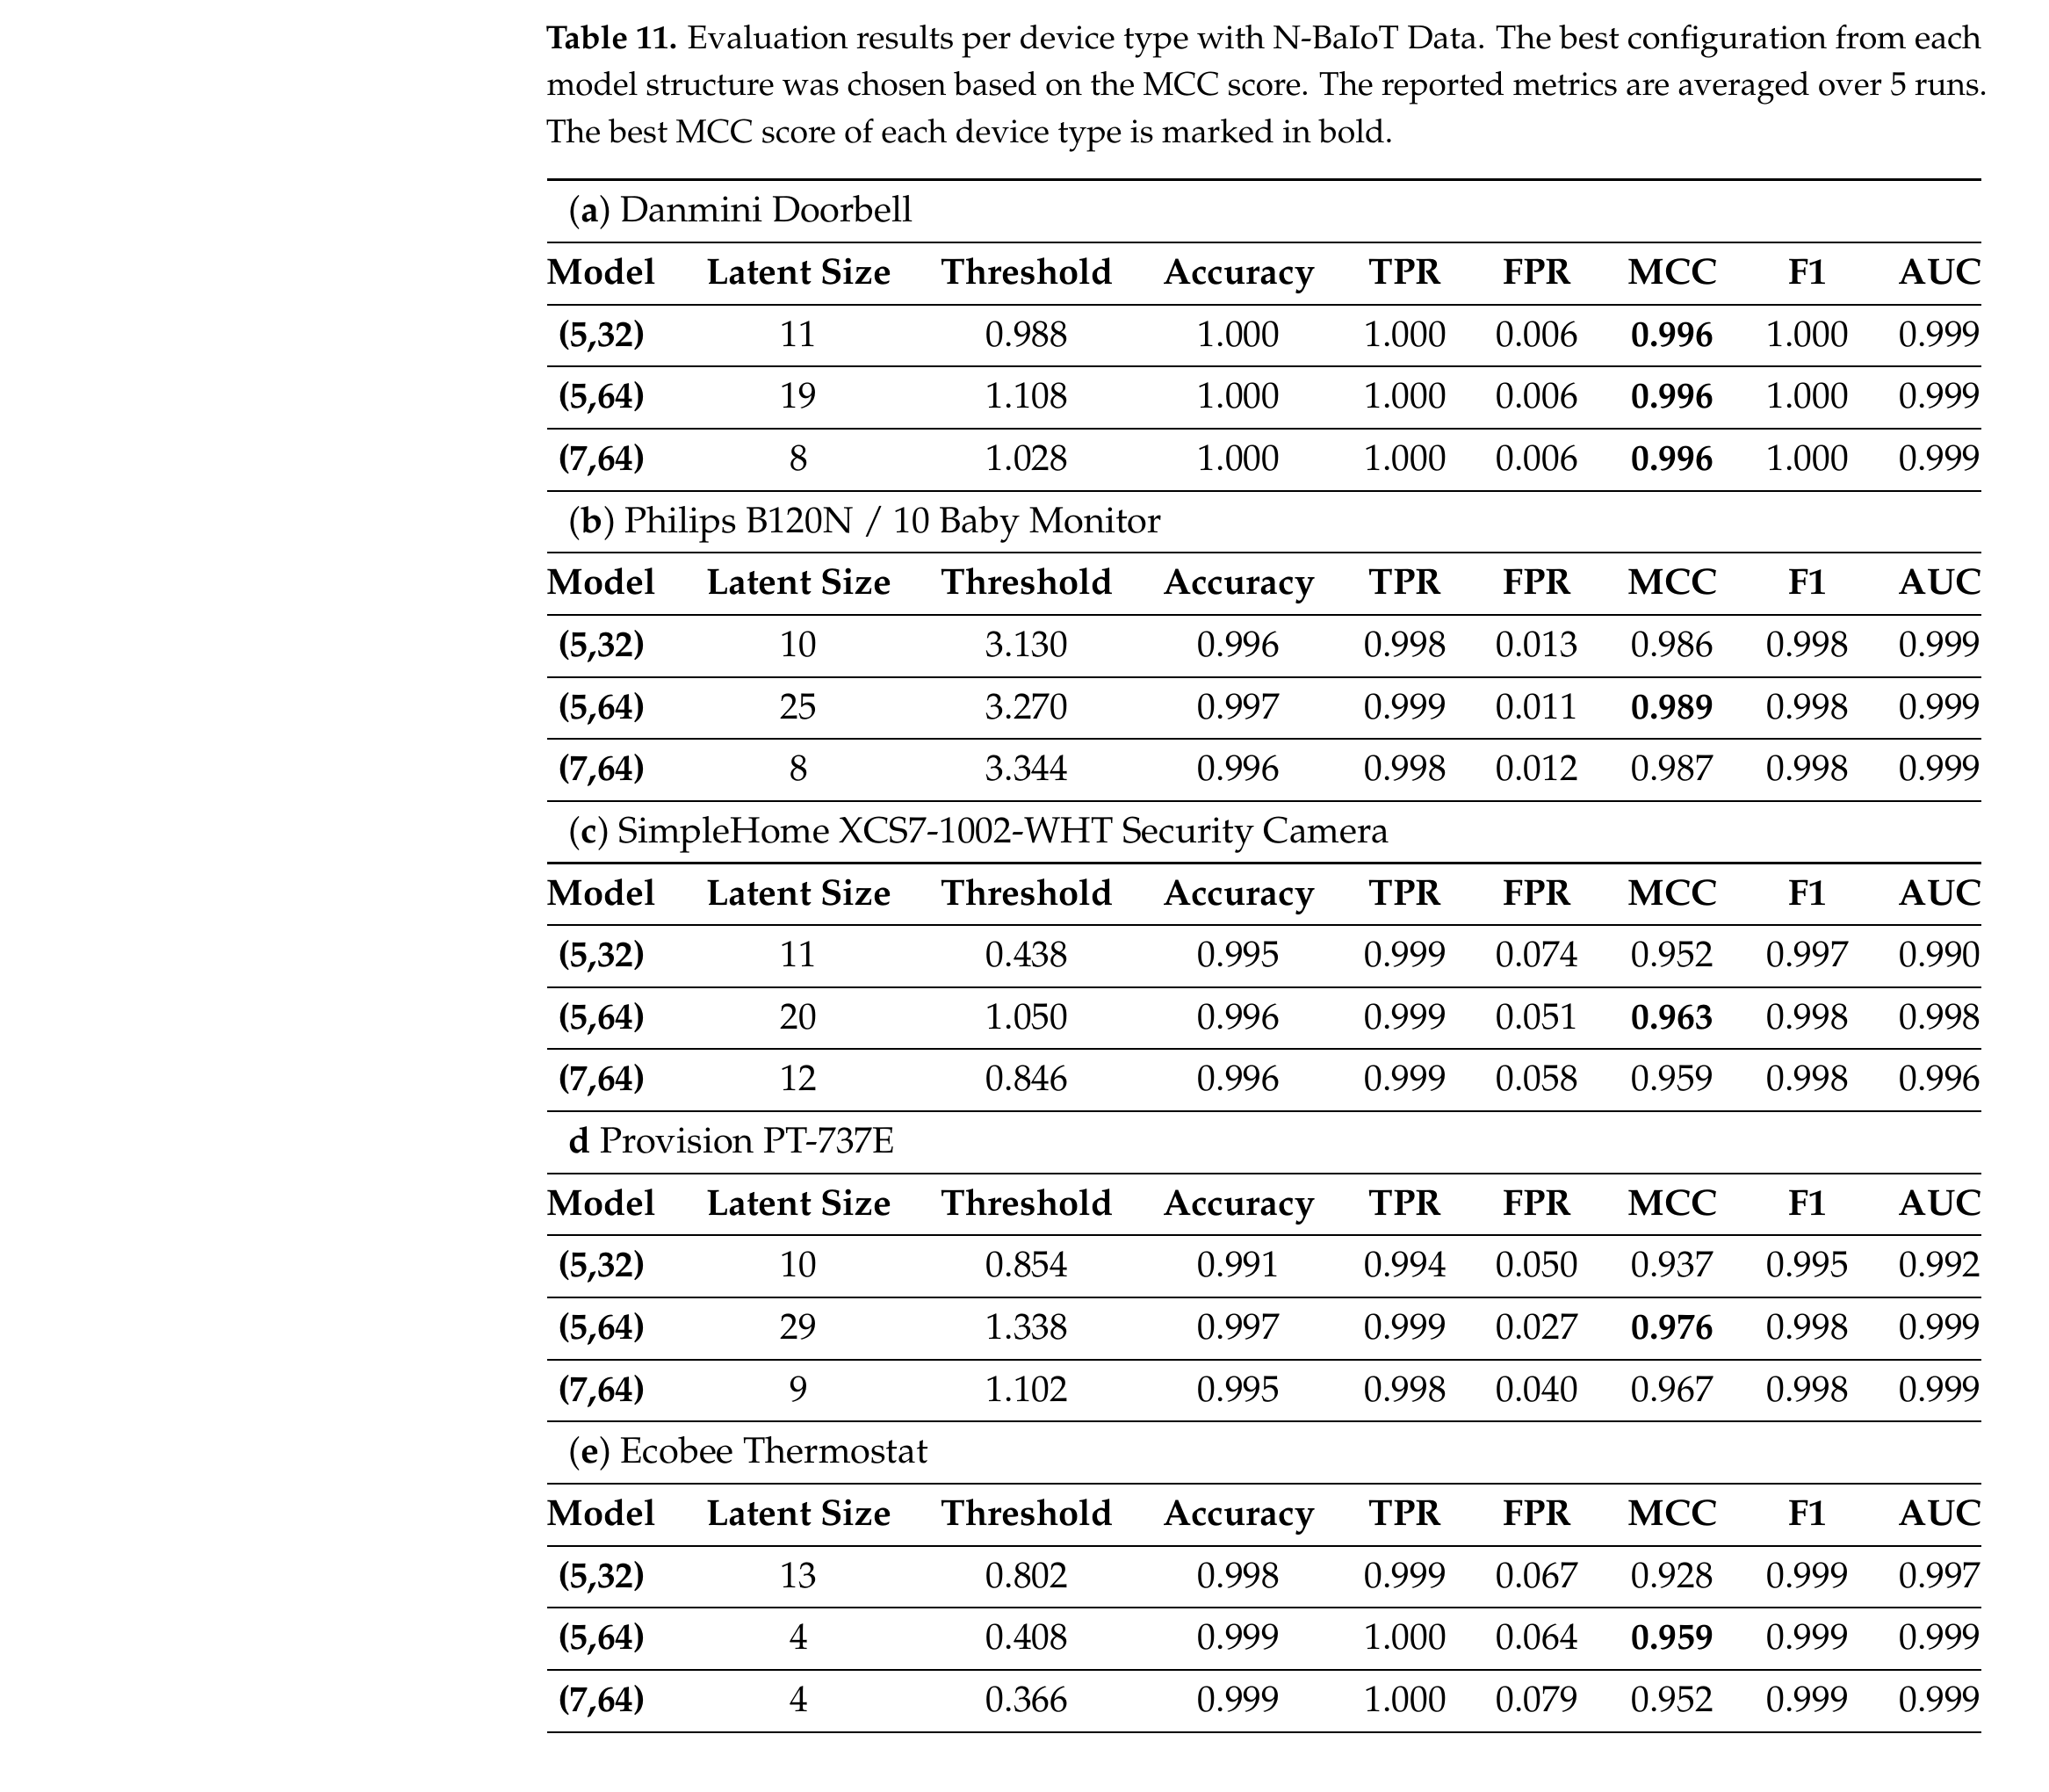 Table 11. Evaluation results per device type with N-BaIoT Data. The best configuration from each
model structure was chosen based on the MCC score. The reported metrics are averaged over 5 runs.
The best MCC score of each device type is marked in bold.
(a) Danmini Doorbell
Model Latent Size Threshold Accuracy TPR FPR MCC F1 AUC
(5,32) 11 0.988 1.000 1.000 0.006 0.996 1.000 0.999
(5,64) 19 1.108 1.000 1.000 0.006 0.996 1.000 0.999
(7,64) 8 1.028 1.000 1.000 0.006 0.996 1.000 0.999
(b) Philips B120N / 10 Baby Monitor
Model Latent Size Threshold Accuracy TPR FPR MCC F1 AUC
(5,32) 10 3.130 0.996 0.998 0.013 0.986 0.998 0.999
(5,64) 25 3.270 0.997 0.999 0.011 0.989 0.998 0.999
(7,64) 8 3.344 0.996 0.998 0.012 0.987 0.998 0.999
(c) SimpleHome XCS7-1002-WHT Security Camera
Model Latent Size Threshold Accuracy TPR FPR MCC F1 AUC
(5,32) 11 0.438 0.995 0.999 0.074 0.952 0.997 0.990
(5,64) 20 1.050 0.996 0.999 0.051 0.963 0.998 0.998
(7,64) 12 0.846 0.996 0.999 0.058 0.959 0.998 0.996
d Provision PT-737E
Model Latent Size Threshold Accuracy TPR FPR MCC F1 AUC
(5,32) 10 0.854 0.991 0.994 0.050 0.937 0.995 0.992
(5,64) 29 1.338 0.997 0.999 0.027 0.976 0.998 0.999
(7,64) 9 1.102 0.995 0.998 0.040 0.967 0.998 0.999
(e) Ecobee Thermostat
Model Latent Size Threshold Accuracy TPR FPR MCC F1 AUC
(5,32) 13 0.802 0.998 0.999 0.067 0.928 0.999 0.997
(5,64) 4 0.408 0.999 1.000 0.064 0.959 0.999 0.999
(7,64) 4 0.366 0.999 1.000 0.079 0.952 0.999 0.999